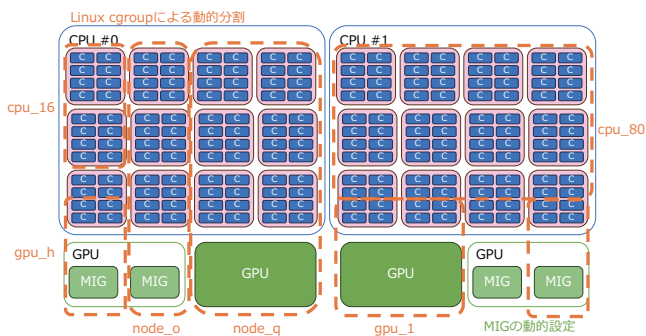 Linux cgroupによる動的分割
CPU #0 CPU #1
C C C C C C C C C C C C C C C C
C C C C C C C C C C C C C C C C
C C C C C C C C C C C C C C C C
C C C C C C C C C C C C C C C C
cpu_16
C C C C C C C C C C C C C C C C
C C C C C C C C C C C C C C C C
cpu_80
C C C C C C C C C C C C C C C C
C C C C C C C C C C C C C C C C
C C C C C C C C C C C C C C C C
C C C C C C C C C C C C C C C C
C C C C C C C C C C C C C C C C
C C C C C C C C C C C C C C C C
gpu_h
GPU GPU
MIG MIG GPU GPU MIG MIG
node_o node_q gpu_1 MIGの動的設定